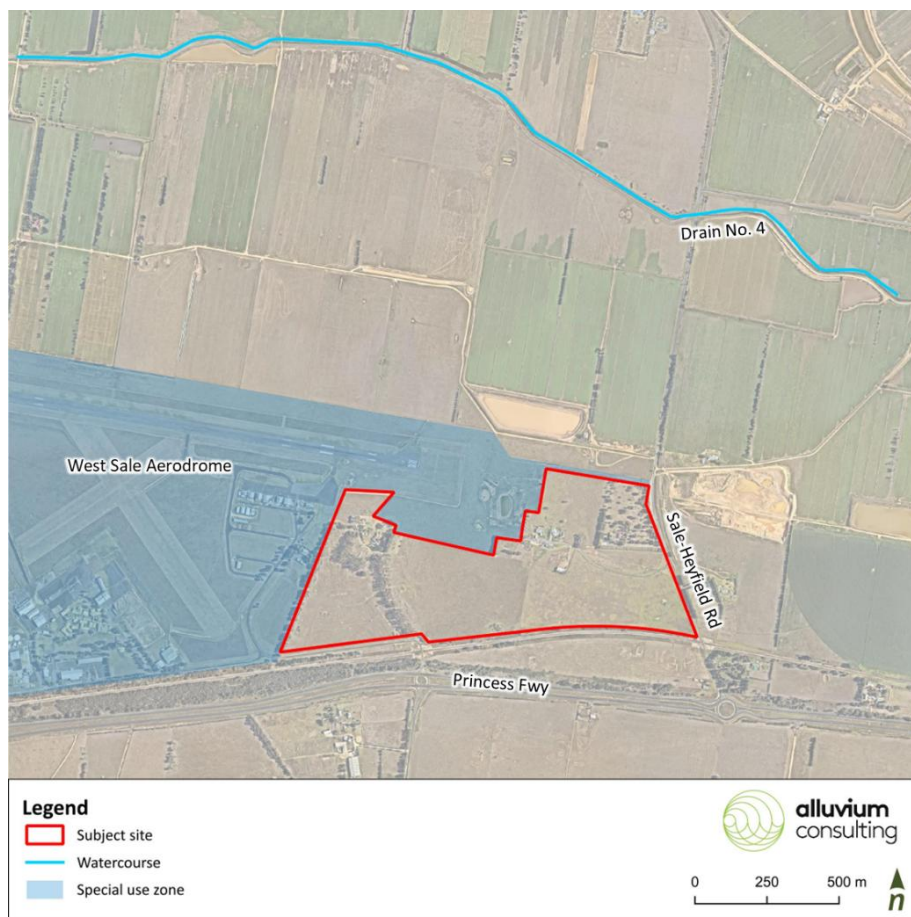 Drain No. 4
West Sale Aerodrome
Sale-Heyfield Rd
Princess Fwy
Legend
Subject site
Watercourse
Special use zone
alluvium
consulting
0 250 500 m
n